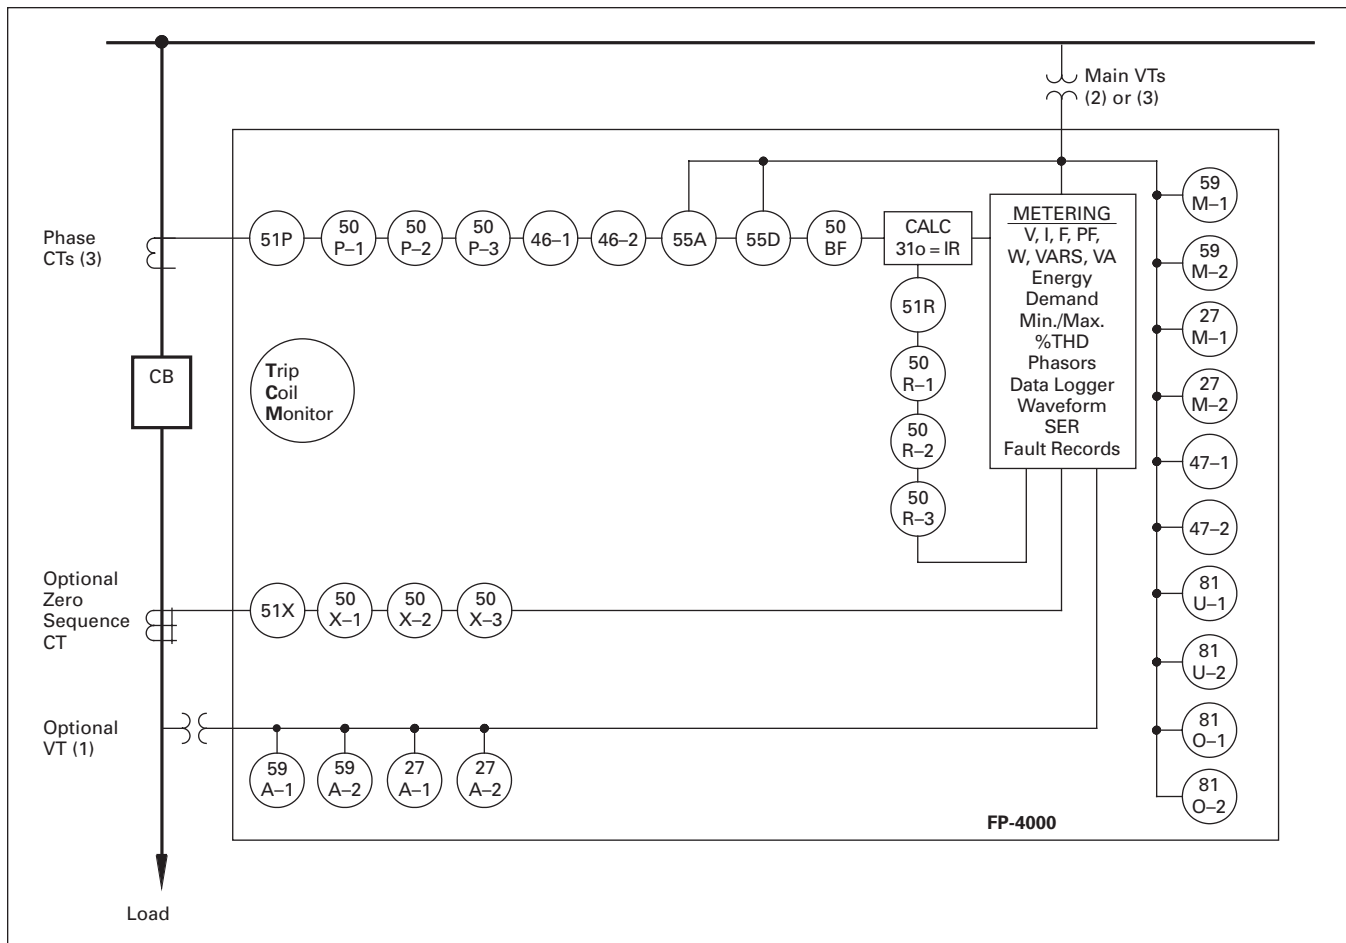 Main VTs
(2) or (3)
Phase
CTs (3)
51P
50
P–1
50
P–2
50
P–3
46–1
46–2
55A
55D
50
BF
CALC
31o = IR
METERING
V, I, F, PF,
W, VARS, VA
Energy
Demand
Min./Max.
%THD
Phasors
Data Logger
Waveform
SER
Fault Records
51R
50
R–1
50
R–2
50
R–3
59
M–1
59
M–2
27
M–1
27
M–2
47–1
47–2
81
U–1
81
U–2
81
O–1
81
O–2
CB
Trip
Coil
Monitor
Optional
Zero
Sequence
CT
51X
50
X–1
50
X–2
50
X–3
Optional
VT (1)
59
A–1
59
A–2
27
A–1
27
A–2
FP-4000
Load